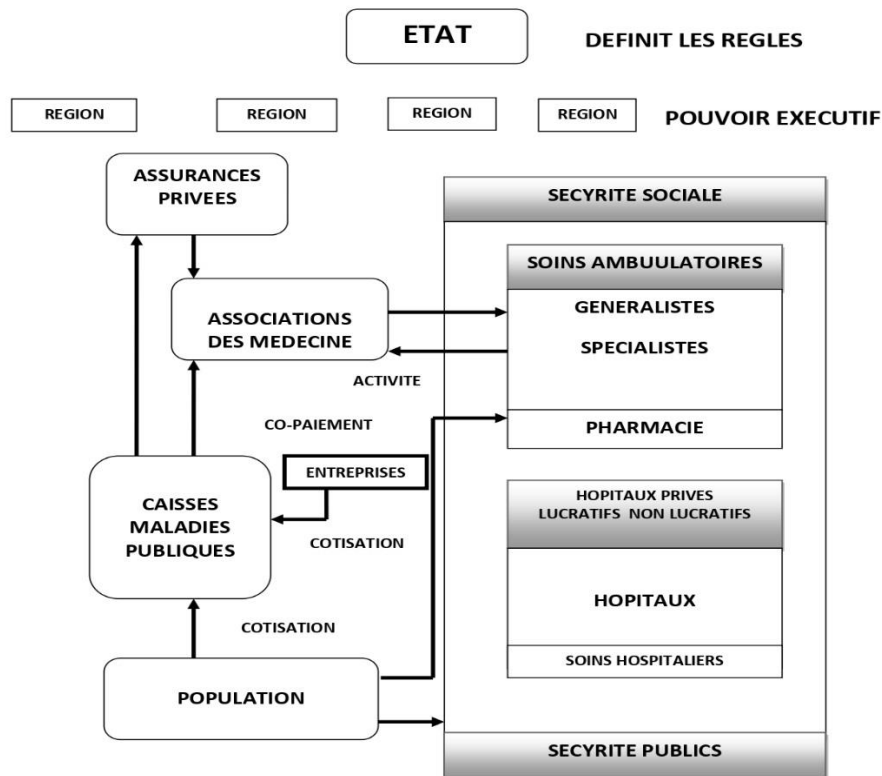 ETAT
DEFINIT LES REGLES
REGION
REGION
REGION
REGION
POUVOIR EXECUTIF
ASSURANCES
PRIVEES
ASSOCIATIONS
DES MEDECINE
ACTIVITE
CO-PAIEMENT
ENTREPRISES
CAISSES
MALADIES
PUBLIQUES
COTISATION
COTISATION
POPULATION
SECYRITE SOCIALE
SOINS AMBUULATOIRES
GENERALISTES
SPECIALISTES
PHARMACIE
HOPITAUX PRIVES
LUCRATIFS NON LUCRATIFS
HOPITAUX
SOINS HOSPITALIERS
SECYRITE PUBLICS